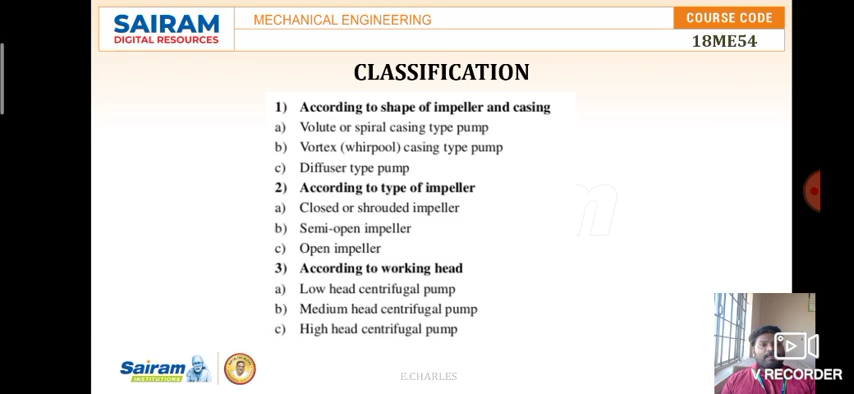 SAIRAM
DIGITAL RESOURCES
MECHANICAL ENGINEERING
COURSE CODE
18ME54
CLASSIFICATION
1) According to shape of impeller and casing
a) Volute or spiral casing type pump
b) Vortex (whirpool) casing type pump
c) Diffuser type pump
2) According to type of impeller
a) Closed or shrouded impeller
b) Semi-open impeller
c) Open impeller
3) According to working head
a) Low head centrifugal pump
b) Medium head centrifugal pump
c) High head centrifugal pump
Sairam
INSTITUTIONS
E.CHARLES
V RECORDER